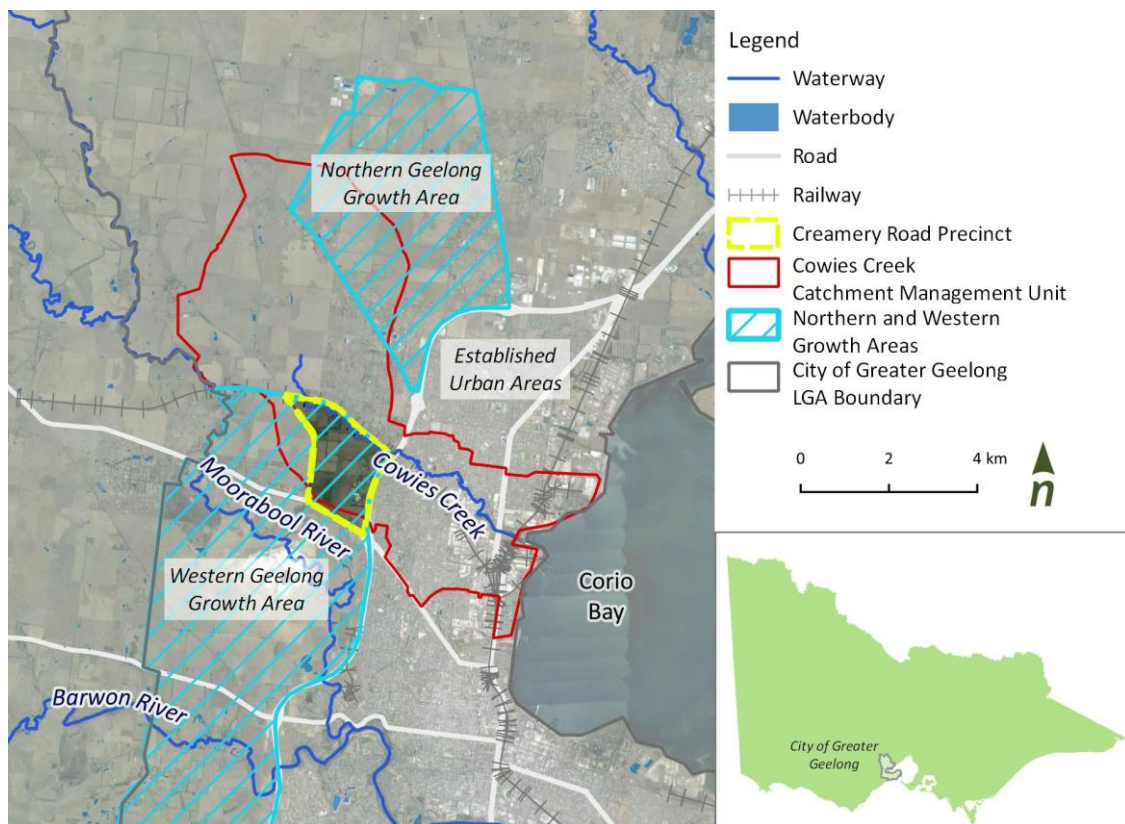 Northern Geelong
Growth Area
Established
Urban Areas
Cowies Creek
Moorabool River
Western Geelong
Growth Area
Corio
Bay
Barwon River
Legend
Waterway
Waterbody
Road
Railway
Creamery Road Precinct
Cowies Creek
Catchment Management Unit
Northern and Western
Growth Areas
City of Greater Geelong
LGA Boundary
0 2 4 km
n
City of Greater
Geelong